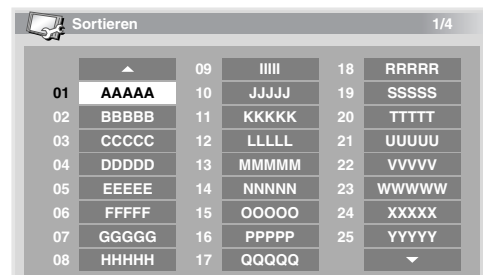 Sortieren 1/4
01 AAAAA
02 BBBBB
03 CCCCC
04 DDDDD
05 EEEEE
06 FFFFF
07 GGGGG
08 HHHHH
09 IIIII
10 JJJJJ
11 KKKKK
12 LLLLL
13 MMMMM
14 NNNNN
15 OOOOO
16 PPPPP
17 QQQQQ
18 RRRRR
19 SSSSS
20 TTTTT
21 UUUUU
22 VVVVV
23 WWWWW
24 XXXXX
25 YYYYY